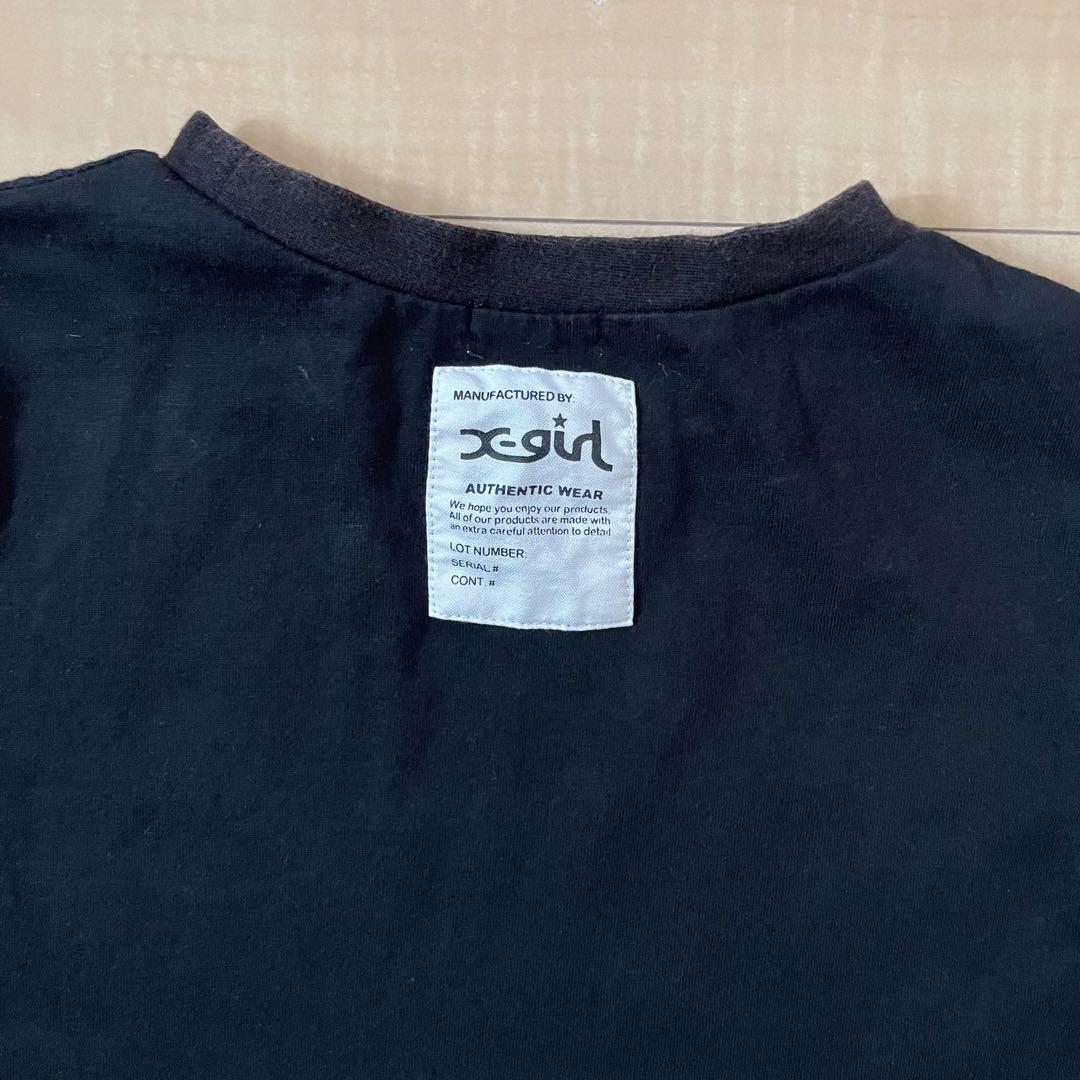 MANUFACTURED BY.
X-girl
AUTHENTIC WEAR
We hope you enjoy our products.
All of our products are made with
an extra careful attention to detail
LOT NUMBER.
SERIAL #.
CONT. #